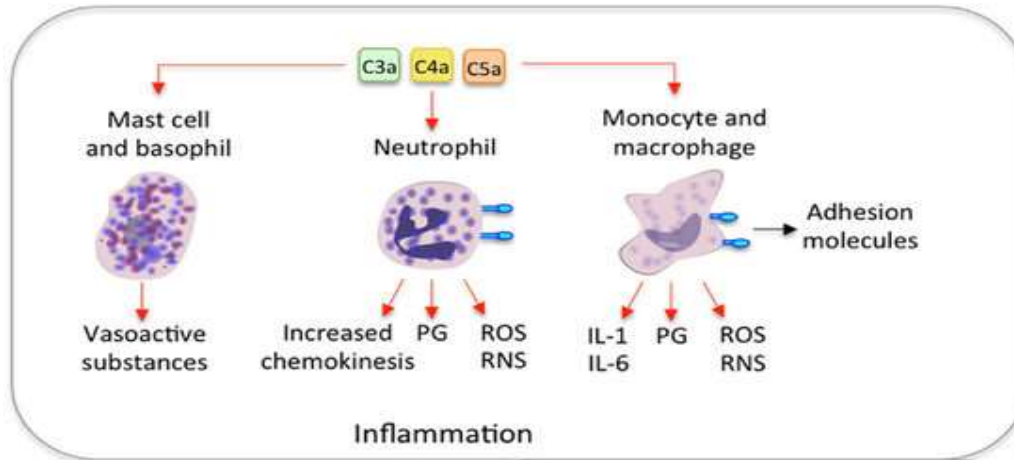 C3a C4a C5a
Mast cell
and basophil
Neutrophil
Monocyte and
macrophage
Adhesion
molecules
Vasoactive
substances
Increased
chemokinesis
PG
ROS
RNS
IL-1
IL-6
PG
ROS
RNS
Inflammation